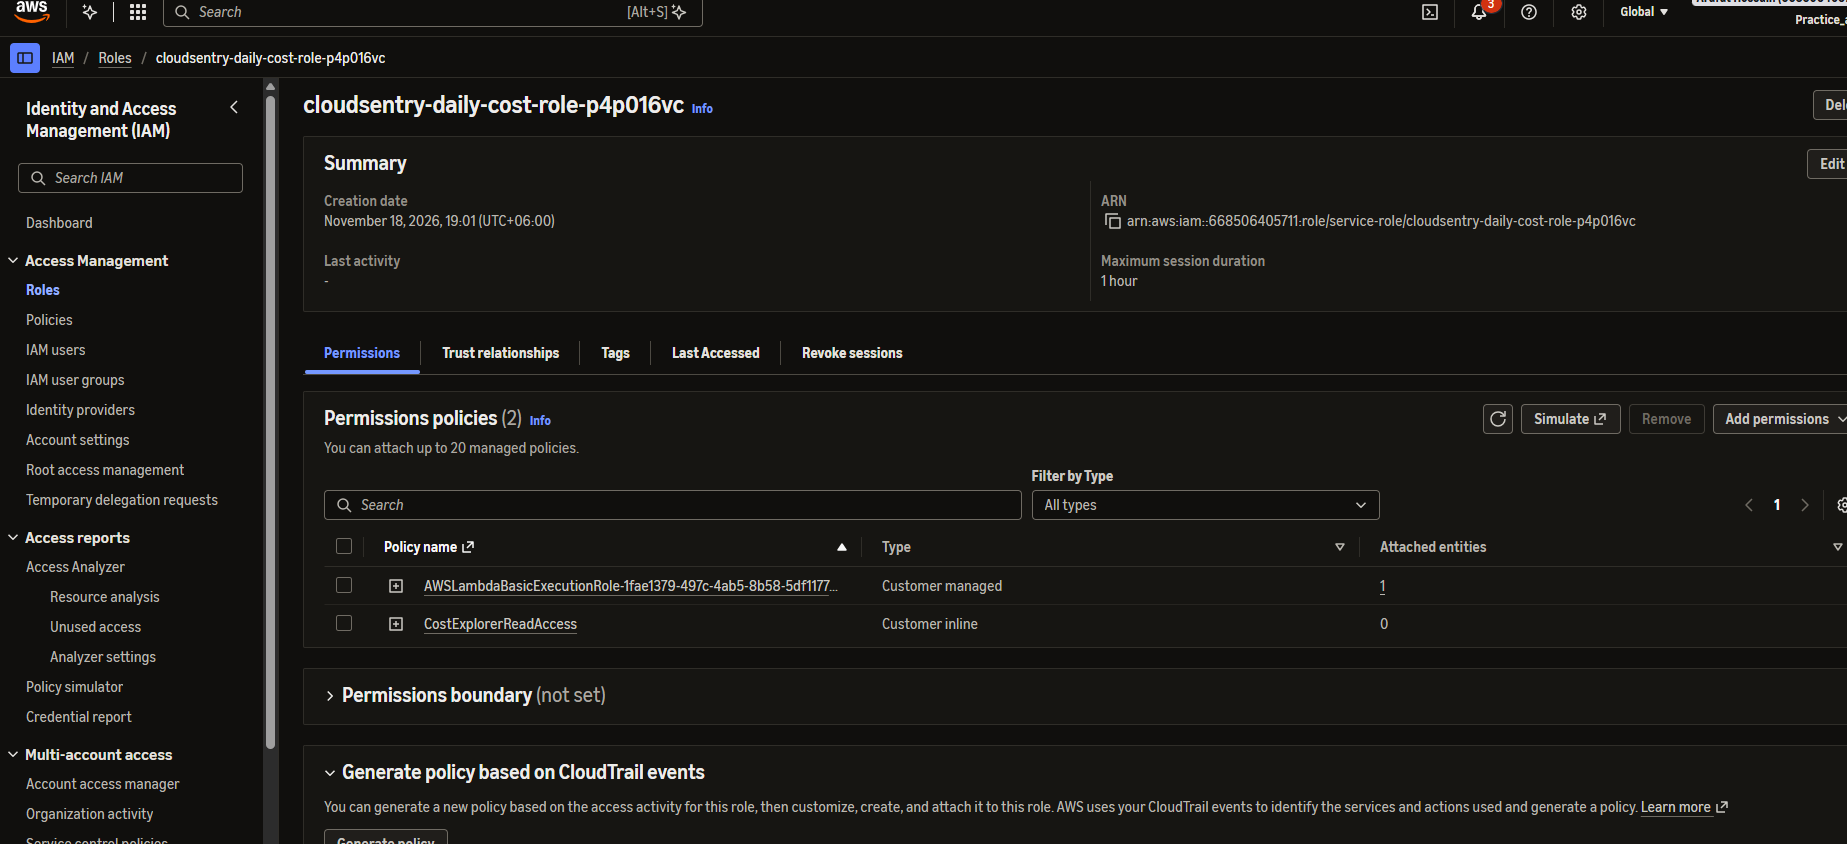 aws
Search
[Alt+S]
3
Global
Practice_
IAM / Roles / cloudsentry-daily-cost-role-p4p016vc
Identity and Access
Management (IAM)
Search IAM
Dashboard
Access Management
Roles
Policies
IAM users
IAM user groups
Identity providers
Account settings
Root access management
Temporary delegation requests
Access reports
Access Analyzer
Resource analysis
Unused access
Analyzer settings
Policy simulator
Credential report
Multi-account access
Account access manager
Organization activity
Service control policies
cloudsentry-daily-cost-role-p4p016vc Info
Summary
Edit
Creation date
November 18, 2026, 19:01 (UTC+06:00)
ARN
arn:aws:iam::668506405711:role/service-role/cloudsentry-daily-cost-role-p4p016vc
Last activity
-
Maximum session duration
1 hour
Permissions
Trust relationships
Tags
Last Accessed
Revoke sessions
Permissions policies (2) Info
Simulate
Remove
Add permissions
You can attach up to 20 managed policies.
Filter by Type
Search
All types
1
Policy name
Type
Attached entities
AWSLambdaBasicExecutionRole-1fae1379-497c-4ab5-8b58-5df1177... Customer managed 1
CostExplorerReadAccess Customer inline 0
Permissions boundary (not set)
Generate policy based on CloudTrail events
You can generate a new policy based on the access activity for this role, then customize, create, and attach it to this role. AWS uses your CloudTrail events to identify the services and actions used and generate a policy. Learn more
Generate policy